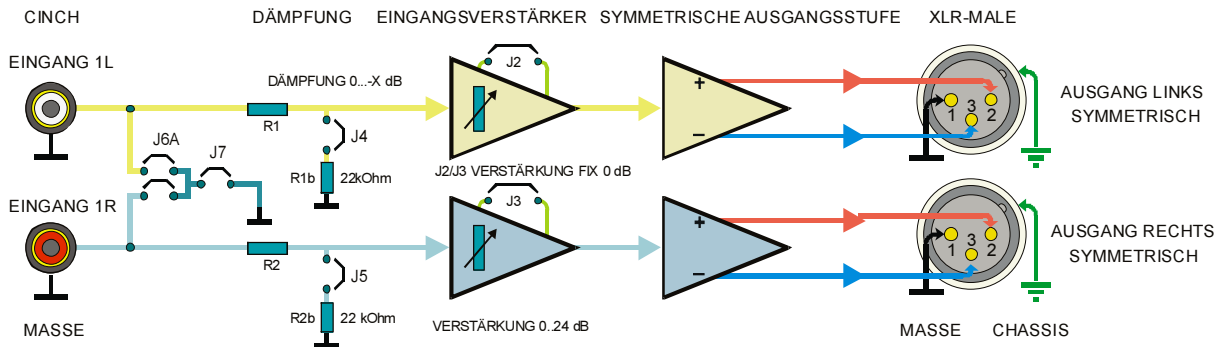 CINCH DÄMPFUNG EINGANGSVERSTÄRKER SYMMETRISCHE AUSGANGSSTUFE XLR-MALE
EINGANG 1L
DÄMPFUNG 0...-X dB
J2
R1
J4
J6A
J7
R1b
22kOhm
J2/J3 VERSTÄRKUNG FIX 0 dB
+
−
1
3
2
AUSGANG LINKS
SYMMETRISCH
EINGANG 1R
J3
R2
J5
R2b
22 kOhm
VERSTÄRKUNG 0..24 dB
+
−
1
3
2
AUSGANG RECHTS
SYMMETRISCH
MASSE
MASSE
CHASSIS